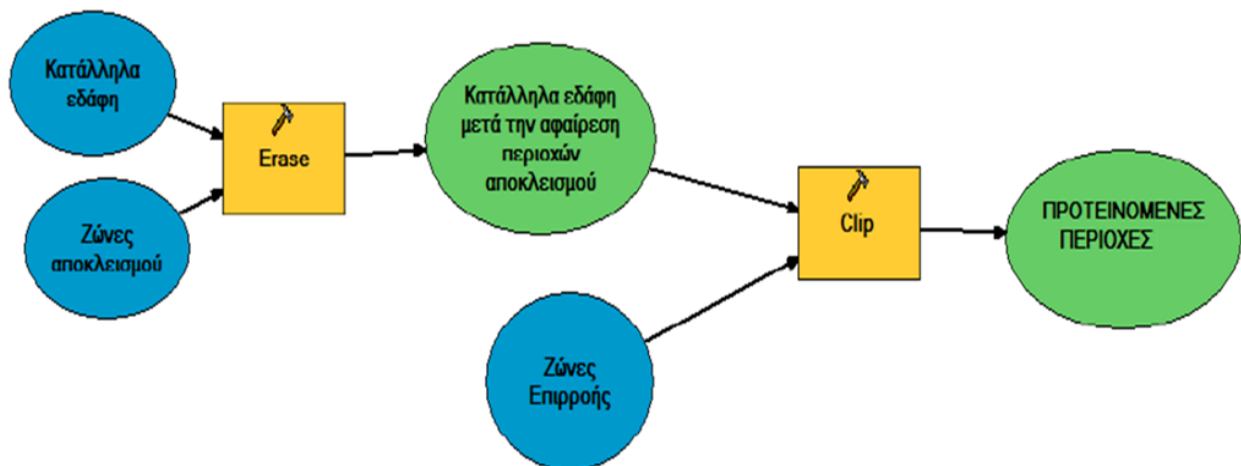 Κατάλληλα
εδάφη
Erase
Ζώνες
αποκλεισμού
Κατάλληλα εδάφη
μετά την αφαίρεση
περιοχών
αποκλεισμού
Clip
Ζώνες
Επιρροής
ΠΡΟΤΕΙΝΟΜΕΝΕΣ
ΠΕΡΙΟΧΕΣ